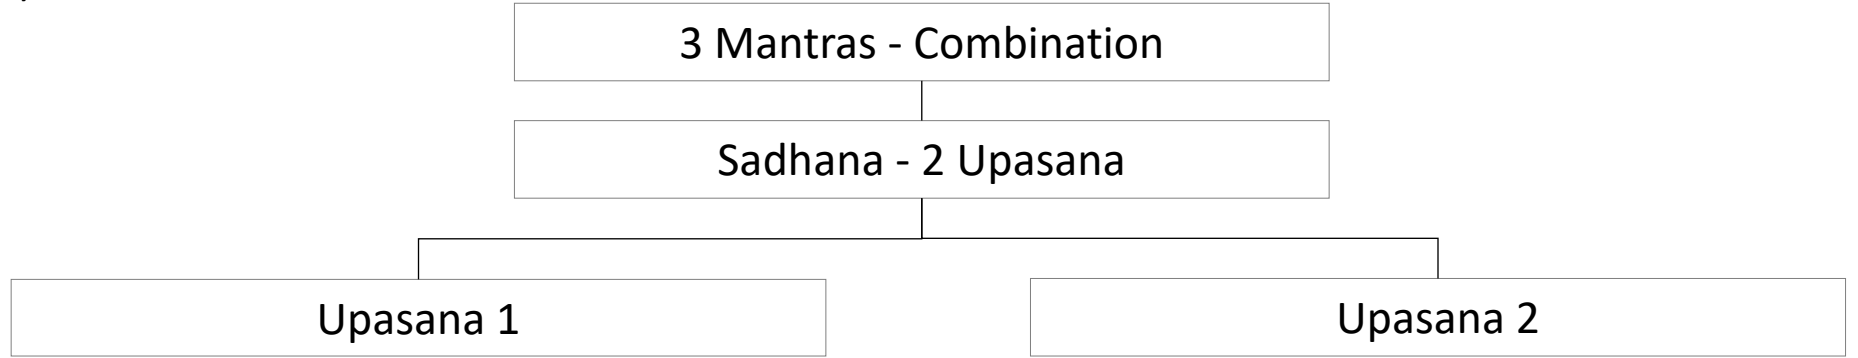 3 Mantras - Combination
Sadhana - 2 Upasana
Upasana 1
Upasana 2